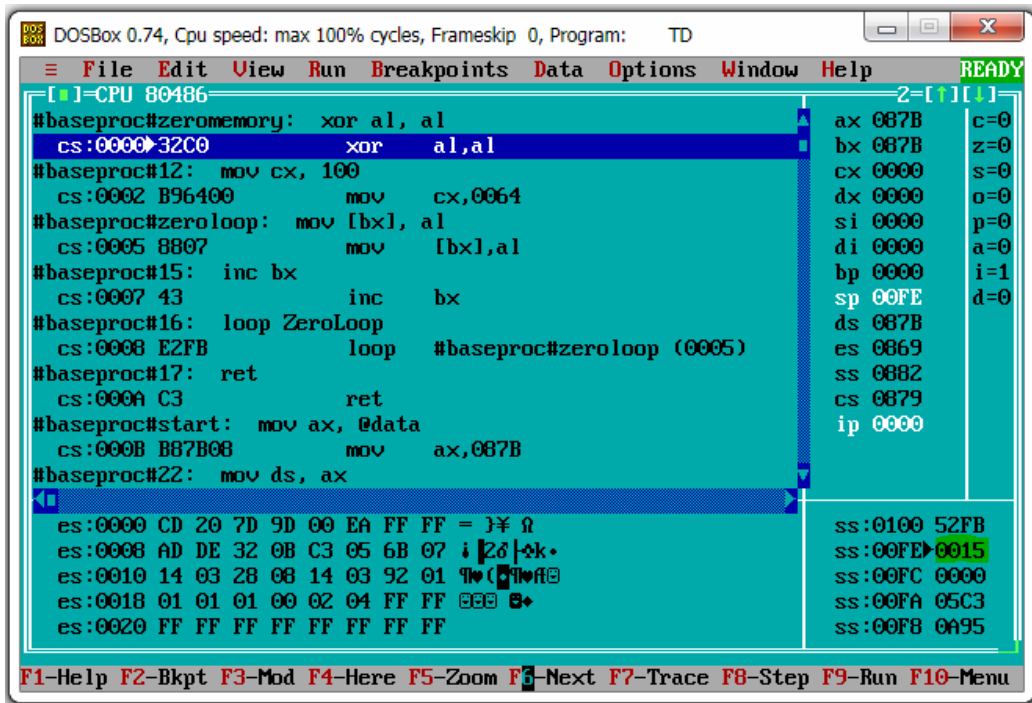 DOSBox 0.74, Cpu speed: max 100% cycles, Frameskip 0, Program: TD
≡ File Edit View Run Breakpoints Data Options Window Help READY
[■]=CPU 80486 2=[↑][↓]
#baseproc#zeromemory: xor al, al
cs:0000►32C0 xor al,al
#baseproc#12: mov cx, 100
cs:0002 B96400 mov cx,0064
#baseproc#zeroloop: mov [bx], al
cs:0005 8807 mov [bx],al
#baseproc#15: inc bx
cs:0007 43 inc bx
#baseproc#16: loop ZeroLoop
cs:0008 E2FB loop #baseproc#zeroloop (0005)
#baseproc#17: ret
cs:000A C3 ret
#baseproc#start: mov ax, @data
cs:000B B87B08 mov ax,087B
#baseproc#22: mov ds, ax
ax 087B c=0
bx 087B z=0
cx 0000 s=0
dx 0000 o=0
si 0000 p=0
di 0000 a=0
bp 0000 i=1
sp 00FE d=0
ds 087B
es 0869
ss 0882
cs 0879
ip 0000
es:0000 CD 20 7D 9D 00 EA FF FF = }¥ Ω
es:0008 AD DE 32 0B C3 05 6B 07
es:0010 14 03 28 08 14 03 92 01
es:0018 01 01 01 00 02 04 FF FF
es:0020 FF FF FF FF FF FF FF FF
ss:0100 52FB
ss:00FE►0015
ss:00FC 0000
ss:00FA 05C3
ss:00F8 0A95
F1-Help F2-Bkpt F3-Mod F4-Here F5-Zoom F6-Next F7-Trace F8-Step F9-Run F10-Menu